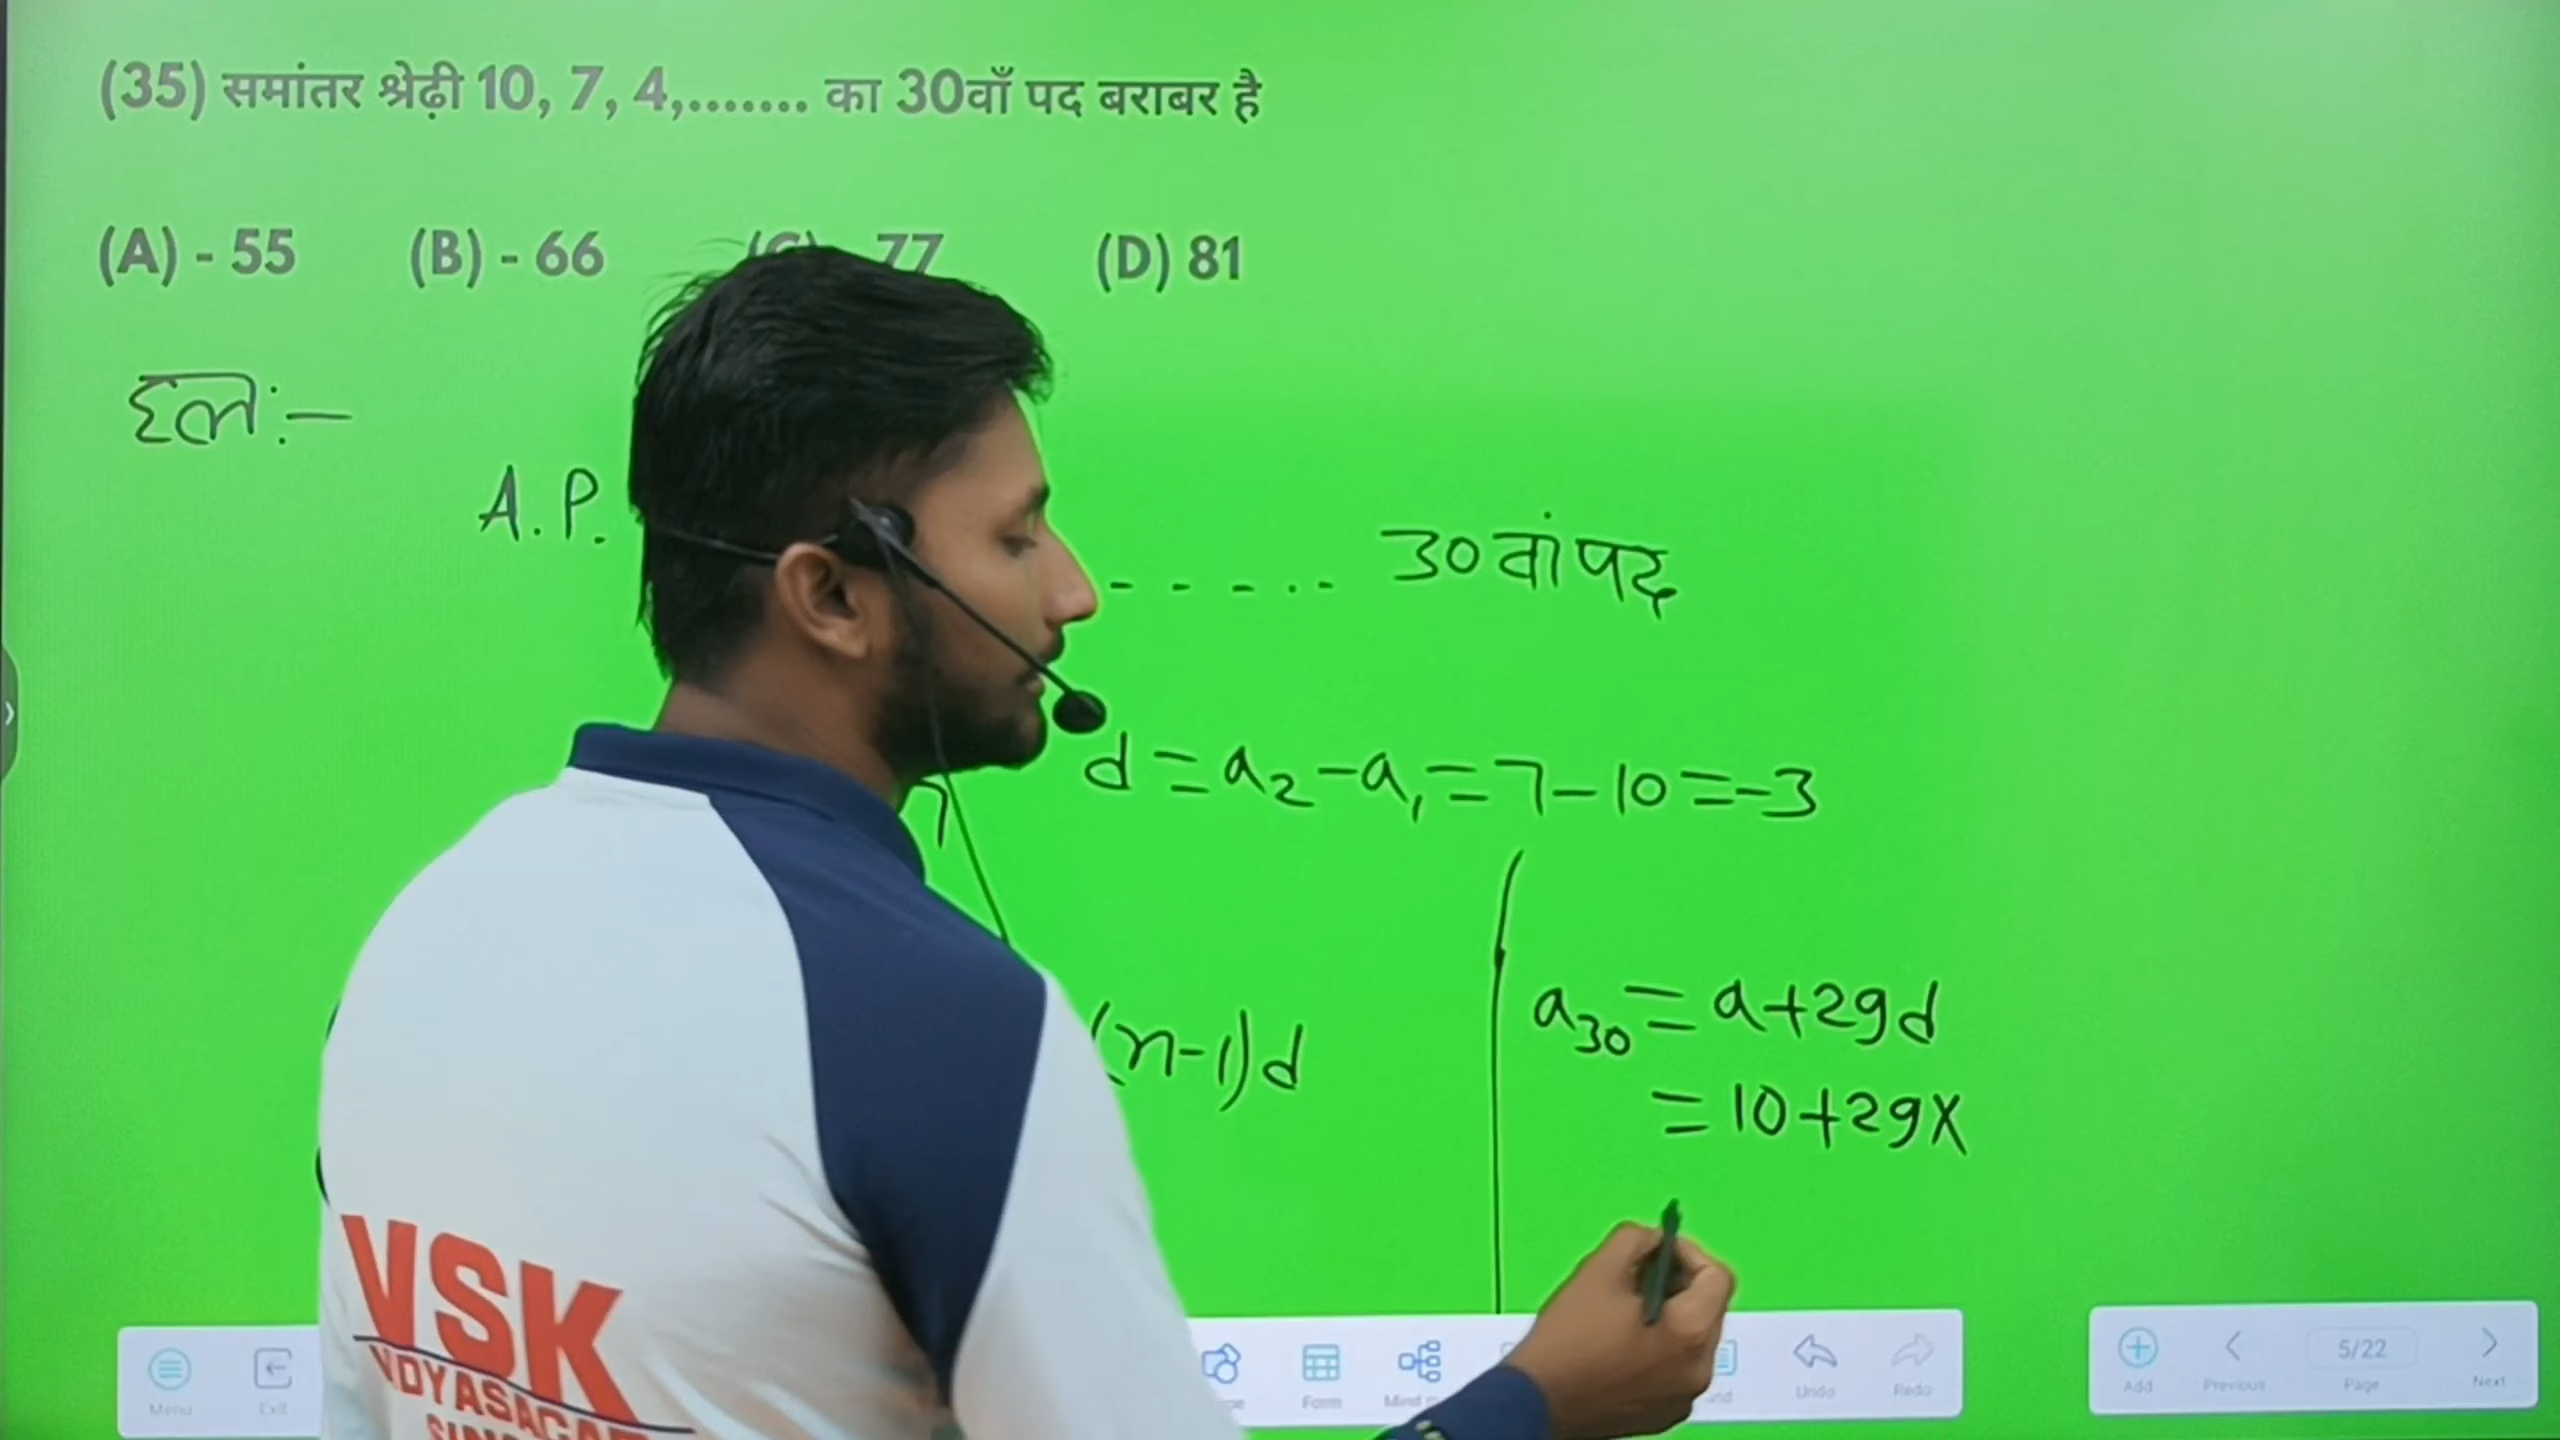 (35) समांतर श्रेढ़ी 10, 7, 4,....... का 30वाँ पद बराबर है
(A) - 55 (B) - 66 (C) - 77 (D) 81
हल:-
A.P. - - - - . . 30वां पद
7
d = a₂ - a₁ = 7 - 10 = -3
(n-1)d
a₃₀ = a + 29d
= 10 + 29×
VSK
Menu Exit Form Mind Undo Redo
Add Previous 5/22 Page Next